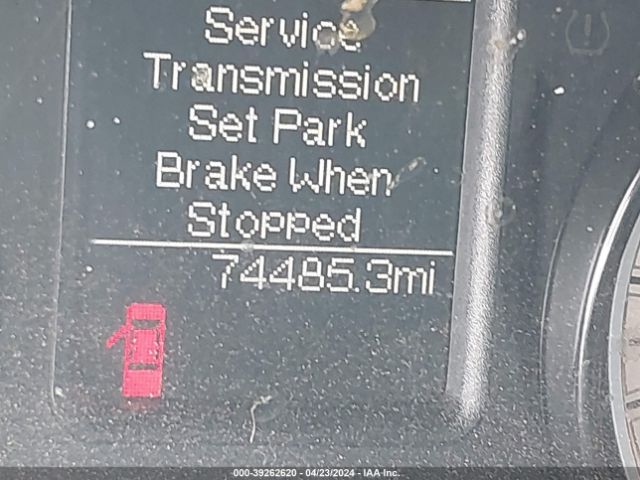 Service
Transmission
Set Park
Brake When
Stopped
74485.3mi
000-39262620 - 04/23/2024 - IAA Inc.